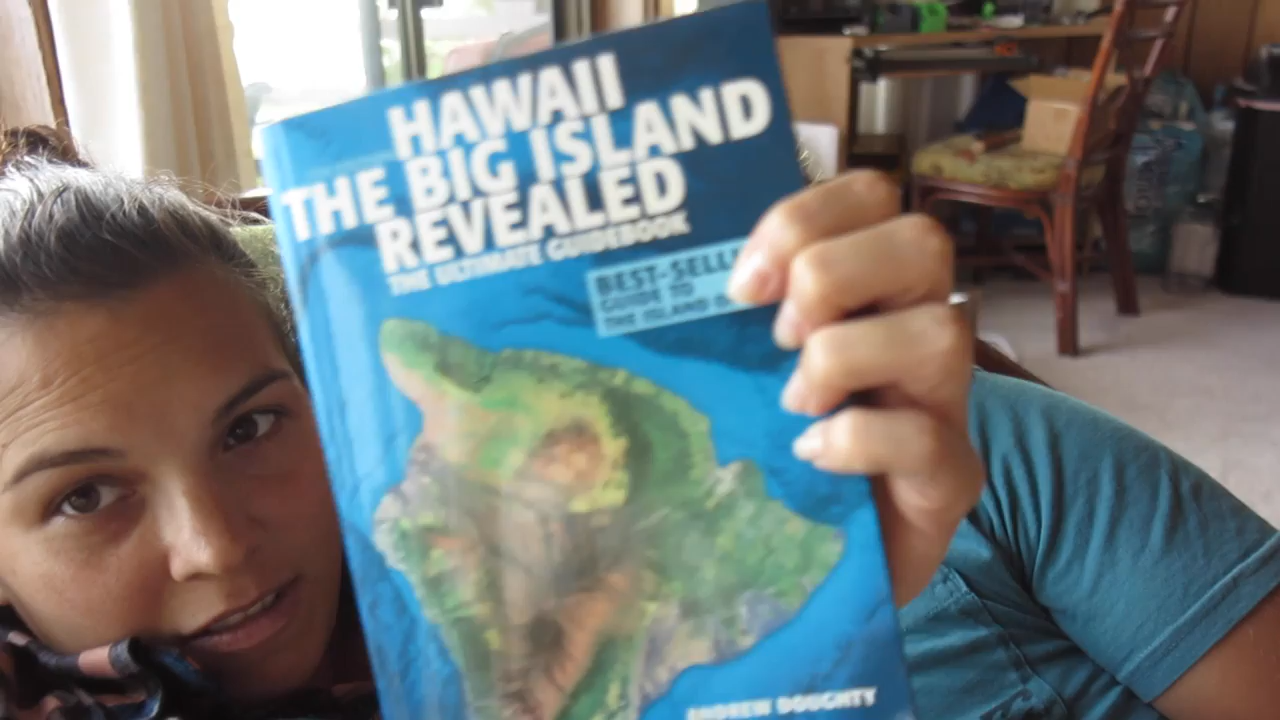 HAWAII
THE BIG ISLAND
REVEALED
THE ULTIMATE GUIDEBOOK
BEST-SELL
GUIDE TO
THE ISLAND
ANDREW DOUGHTY